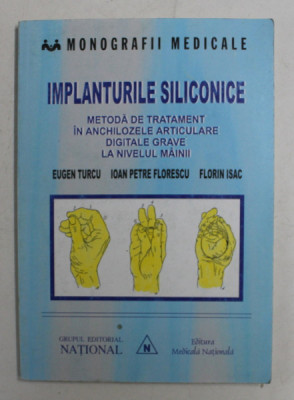 MONOGRAFII MEDICALE
IMPLANTURILE SILICONICE
METODĂ DE TRATAMENT
ÎN ANCHILOZELE ARTICULARE
DIGITALE GRAVE
LA NIVELUL MÂINII
EUGEN TURCU IOAN PETRE FLORESCU FLORIN ISAC
GRUPUL EDITORIAL
NAȚIONAL
N
Editura
Medicală Națională